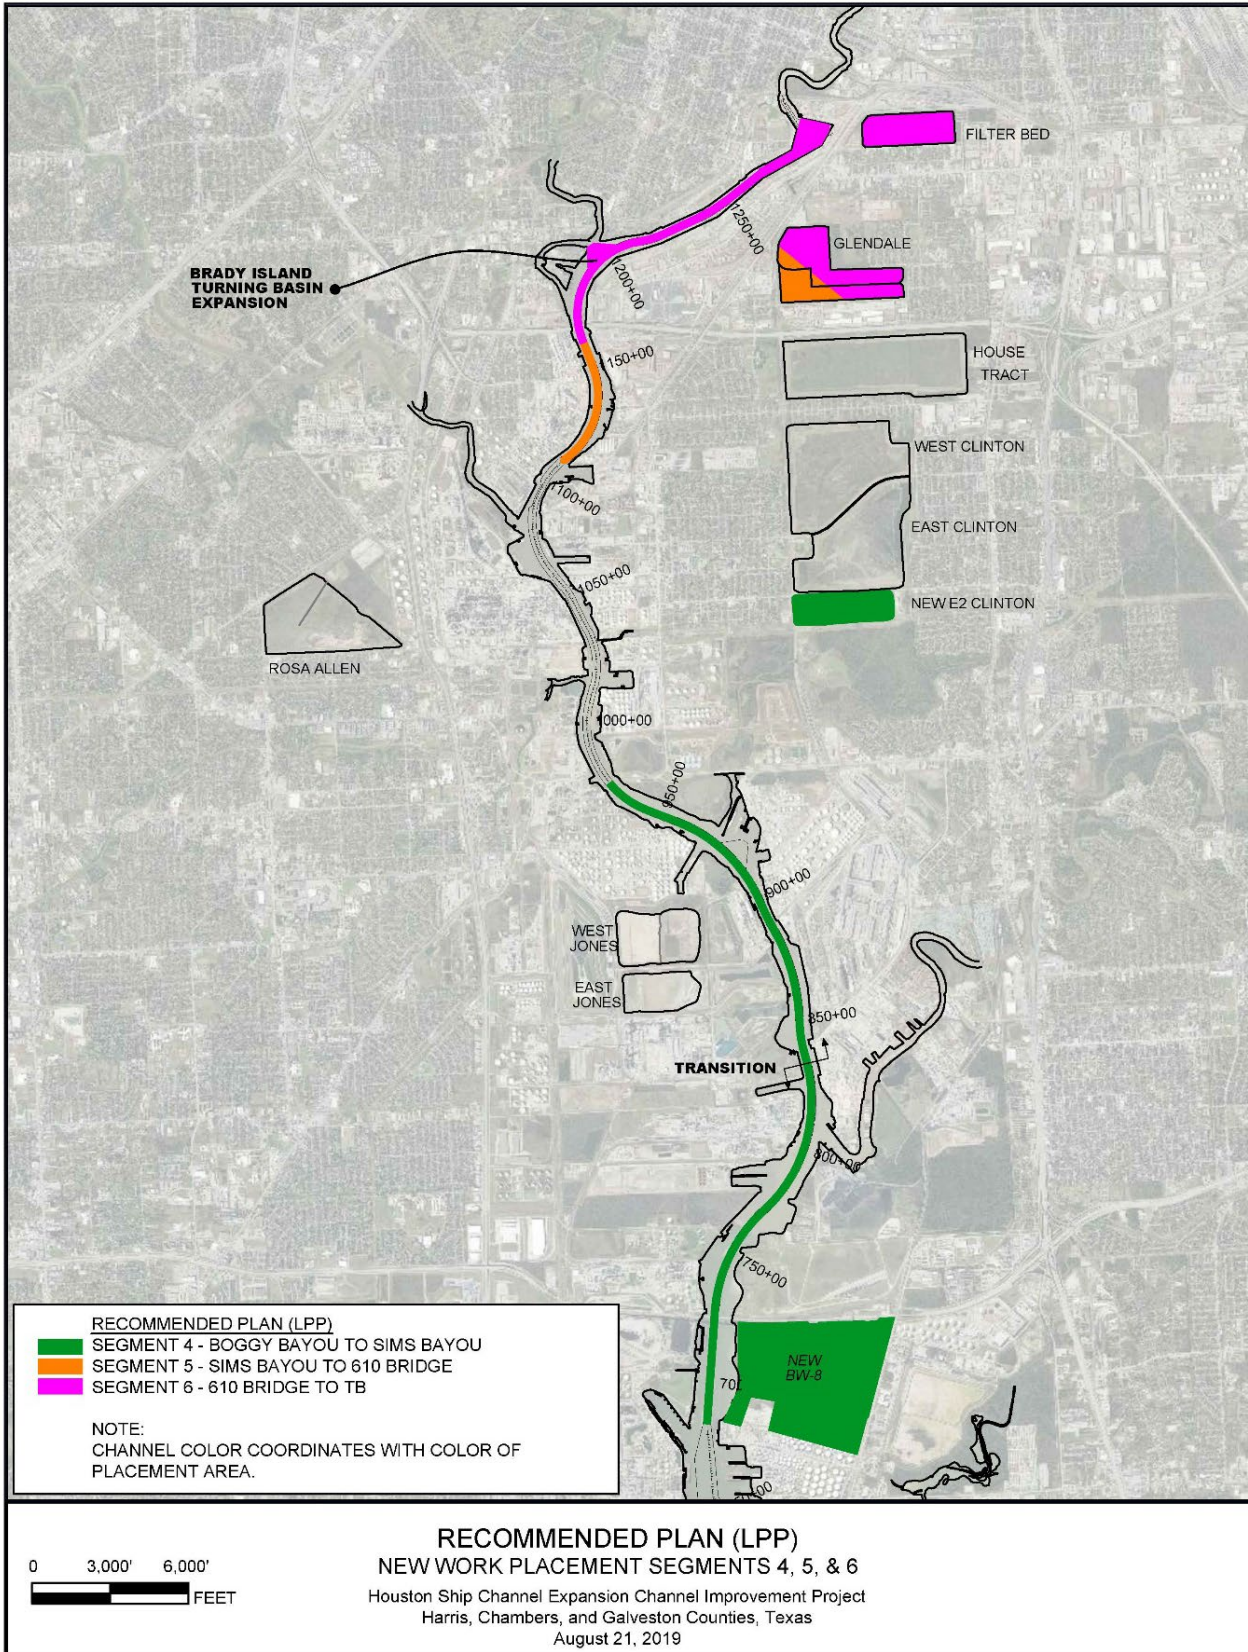 FILTER BED
1250+00
GLENDALE
BRADY ISLAND
TURNING BASIN
EXPANSION
1200+00
HOUSE
TRACT
150+00
WEST CLINTON
1100+00
EAST CLINTON
1050+00
NEW E2 CLINTON
ROSA ALLEN
000+00
950+00
900+00
WEST
JONES
EAST
JONES
850+00
TRANSITION
800+00
750+00
NEW
BW-8
70
RECOMMENDED PLAN (LPP)
SEGMENT 4 - BOGGY BAYOU TO SIMS BAYOU
SEGMENT 5 - SIMS BAYOU TO 610 BRIDGE
SEGMENT 6 - 610 BRIDGE TO TB
NOTE:
CHANNEL COLOR COORDINATES WITH COLOR OF
PLACEMENT AREA.
RECOMMENDED PLAN (LPP)
NEW WORK PLACEMENT SEGMENTS 4, 5, & 6
Houston Ship Channel Expansion Channel Improvement Project
Harris, Chambers, and Galveston Counties, Texas
August 21, 2019
0 3,000' 6,000'
FEET